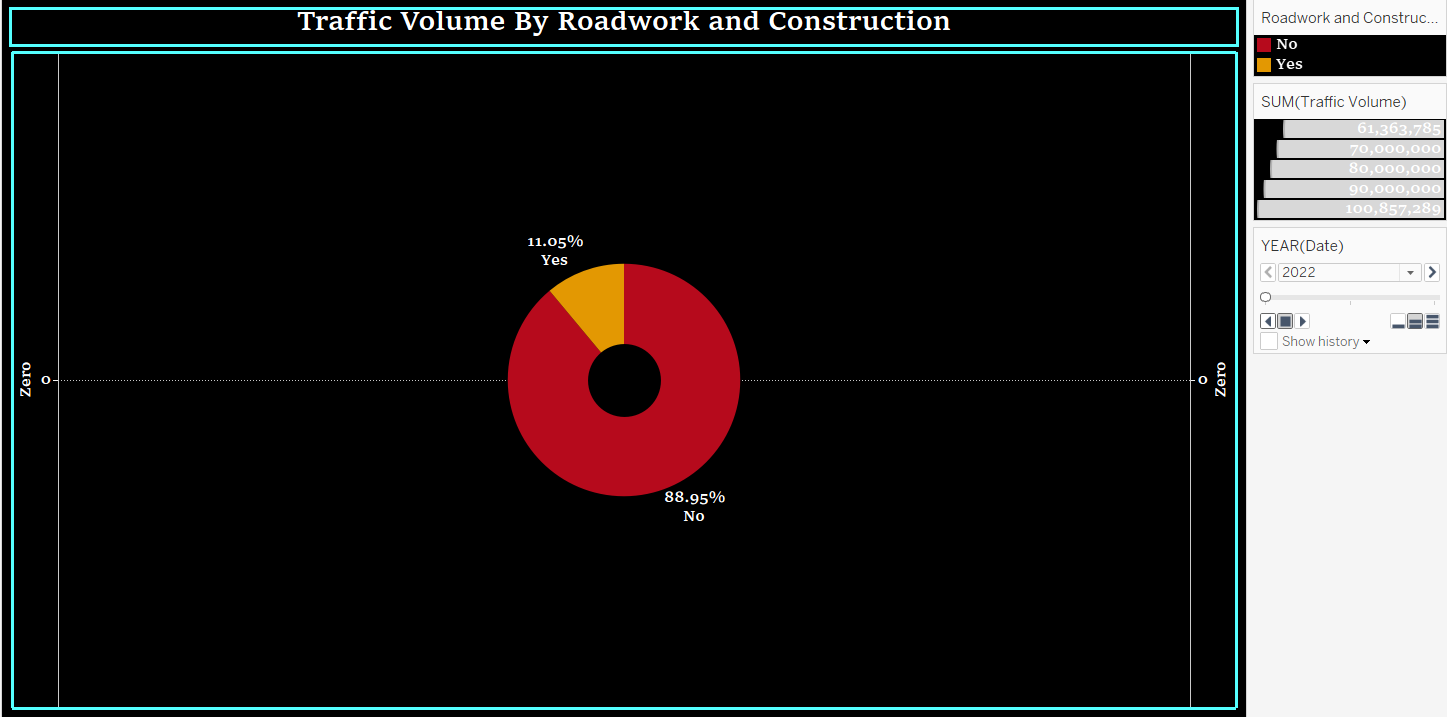 Traffic Volume By Roadwork and Construction
11.05%
Yes
Zero
0
0
Zero
88.95%
No
Roadwork and Construc...
No
Yes
SUM(Traffic Volume)
61,363,785
70,000,000
80,000,000
90,000,000
100,857,289
YEAR(Date)
2022
Show history